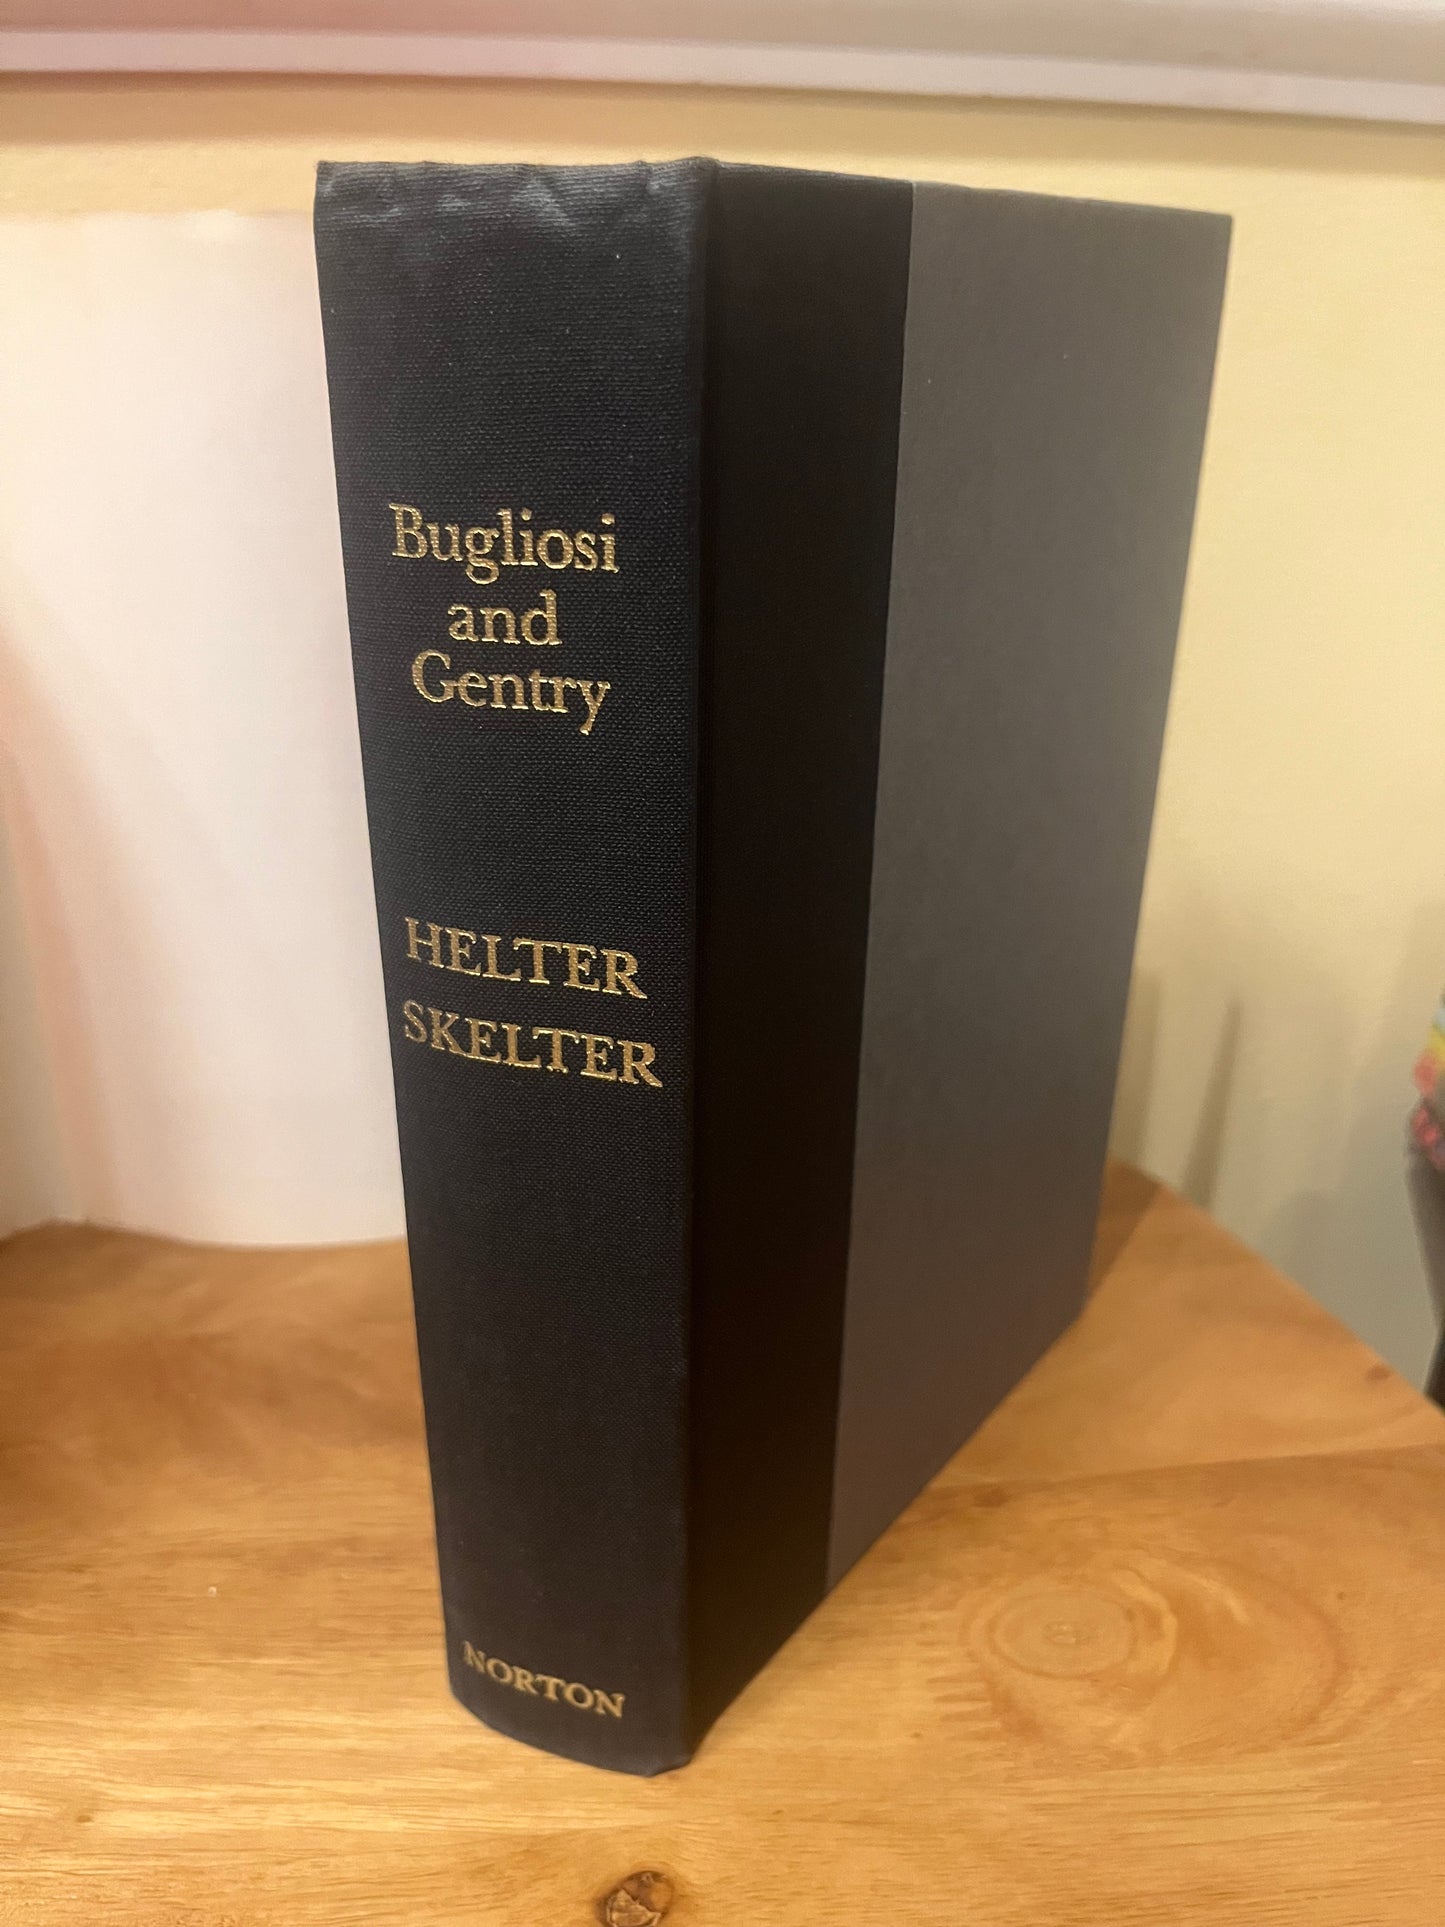 Bugliosi
and
Gentry
HELTER
SKELTER
NORTON